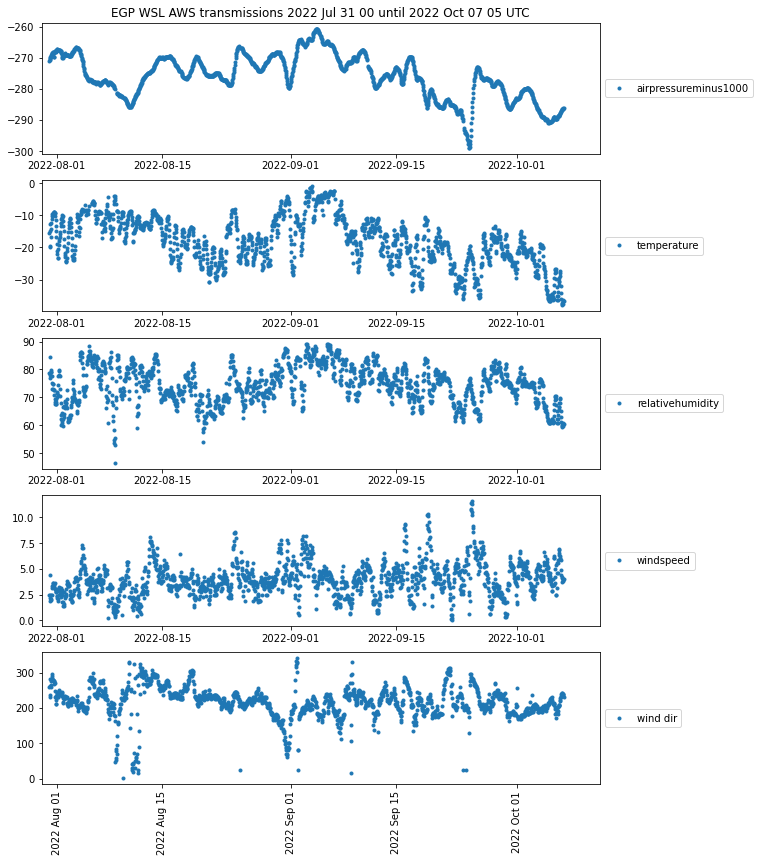 EGP WSL AWS transmissions 2022 Jul 31 00 until 2022 Oct 07 05 UTC
−260
−270
−280
−290
−300
airpressureminus1000
2022-08-01 2022-08-15 2022-09-01 2022-09-15 2022-10-01
0
−10
−20
−30
temperature
2022-08-01 2022-08-15 2022-09-01 2022-09-15 2022-10-01
90
80
70
60
50
relativehumidity
2022-08-01 2022-08-15 2022-09-01 2022-09-15 2022-10-01
10.0
7.5
5.0
2.5
0.0
windspeed
2022-08-01 2022-08-15 2022-09-01 2022-09-15 2022-10-01
300
200
100
0
wind dir
2022 Aug 01
2022 Aug 15
2022 Sep 01
2022 Sep 15
2022 Oct 01